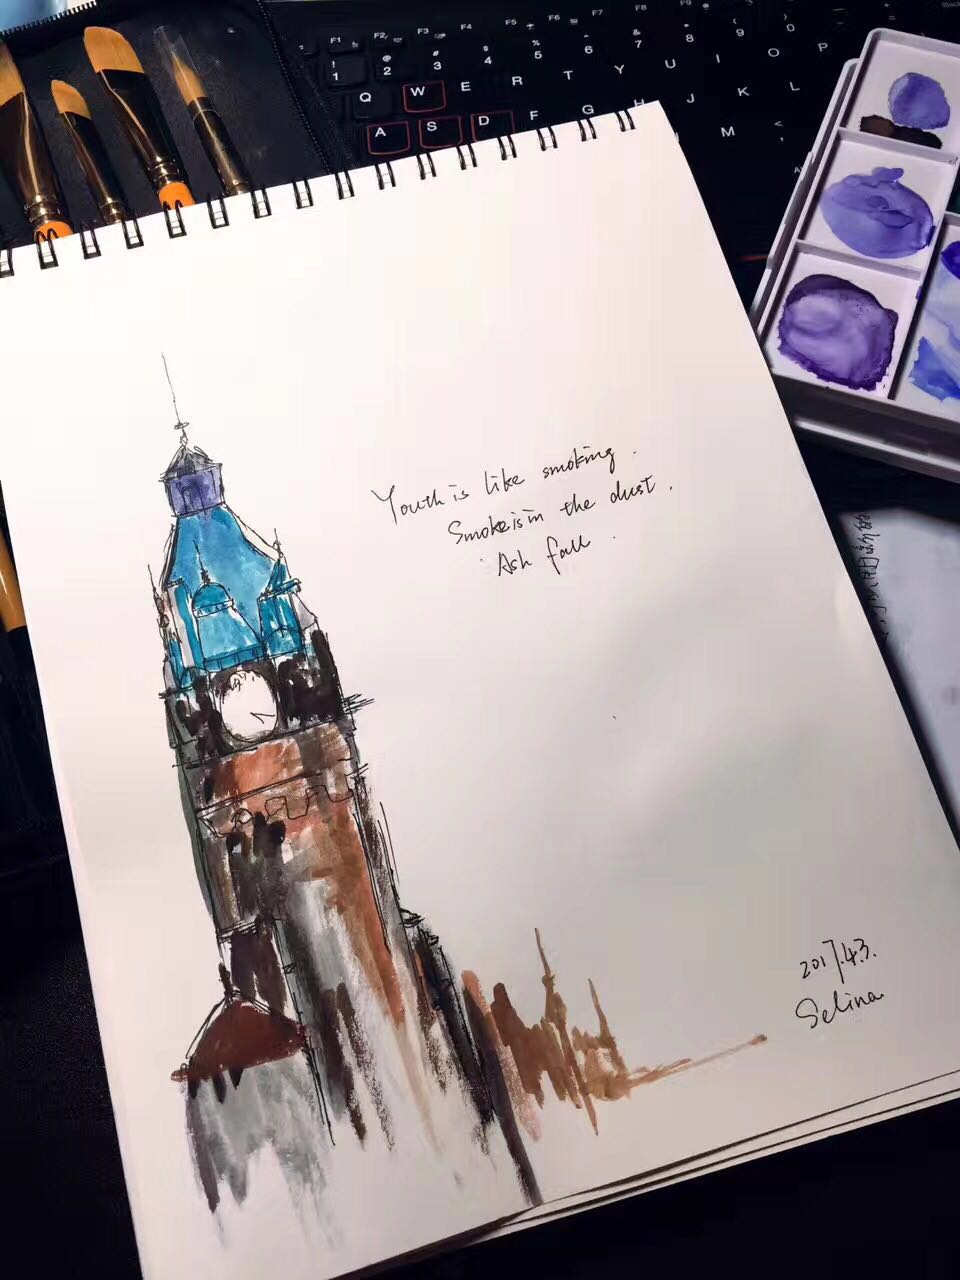 F1
F2
F3
F4
F5
F6
F7
F8
F9
!
1
@
2
#
3
$
4
%
5
^
6
&
7
*
8
(
9
)
0
Q W E R T Y U I O P
A S D F G H J K L
M <
,
Youth is like smoking.
Smoke is in the dust.
Ash fall.
2017.4.3.
Selina